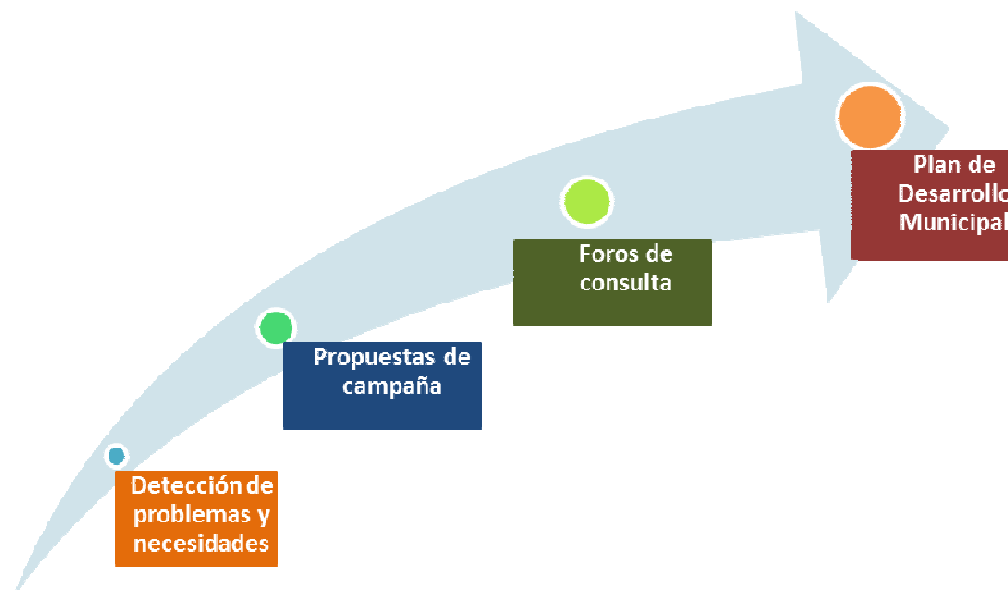 Plan de
Desarrollo
Municipal
Foros de
consulta
Propuestas de
campaña
Detección de
problemas y
necesidades